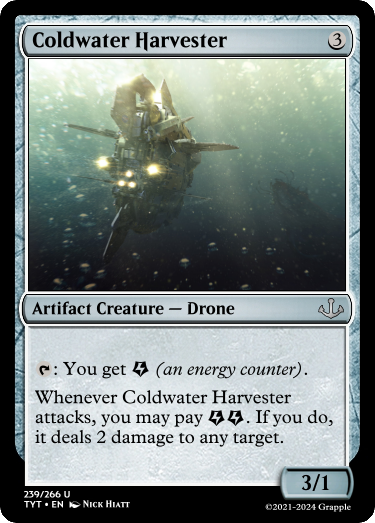 Coldwater Harvester 3
Artifact Creature — Drone
: You get (an energy counter).
Whenever Coldwater Harvester
attacks, you may pay . If you do,
it deals 2 damage to any target.
3/1
239/266 U
TYT • EN Nick Hiatt
©2021-2024 Grapple